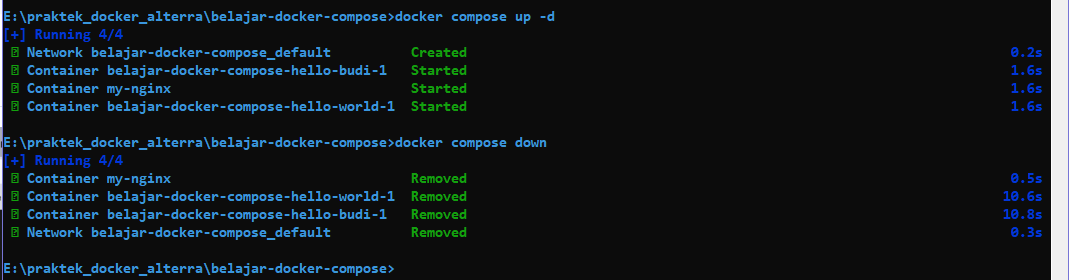 E:\praktek_docker_alterra\belajar-docker-compose>docker compose up -d
[+] Running 4/4
Network belajar-docker-compose_default Created 0.2s
Container belajar-docker-compose-hello-budi-1 Started 1.6s
Container my-nginx Started 1.6s
Container belajar-docker-compose-hello-world-1 Started 1.6s
E:\praktek_docker_alterra\belajar-docker-compose>docker compose down
[+] Running 4/4
Container my-nginx Removed 0.5s
Container belajar-docker-compose-hello-world-1 Removed 10.6s
Container belajar-docker-compose-hello-budi-1 Removed 10.8s
Network belajar-docker-compose_default Removed 0.3s
E:\praktek_docker_alterra\belajar-docker-compose>